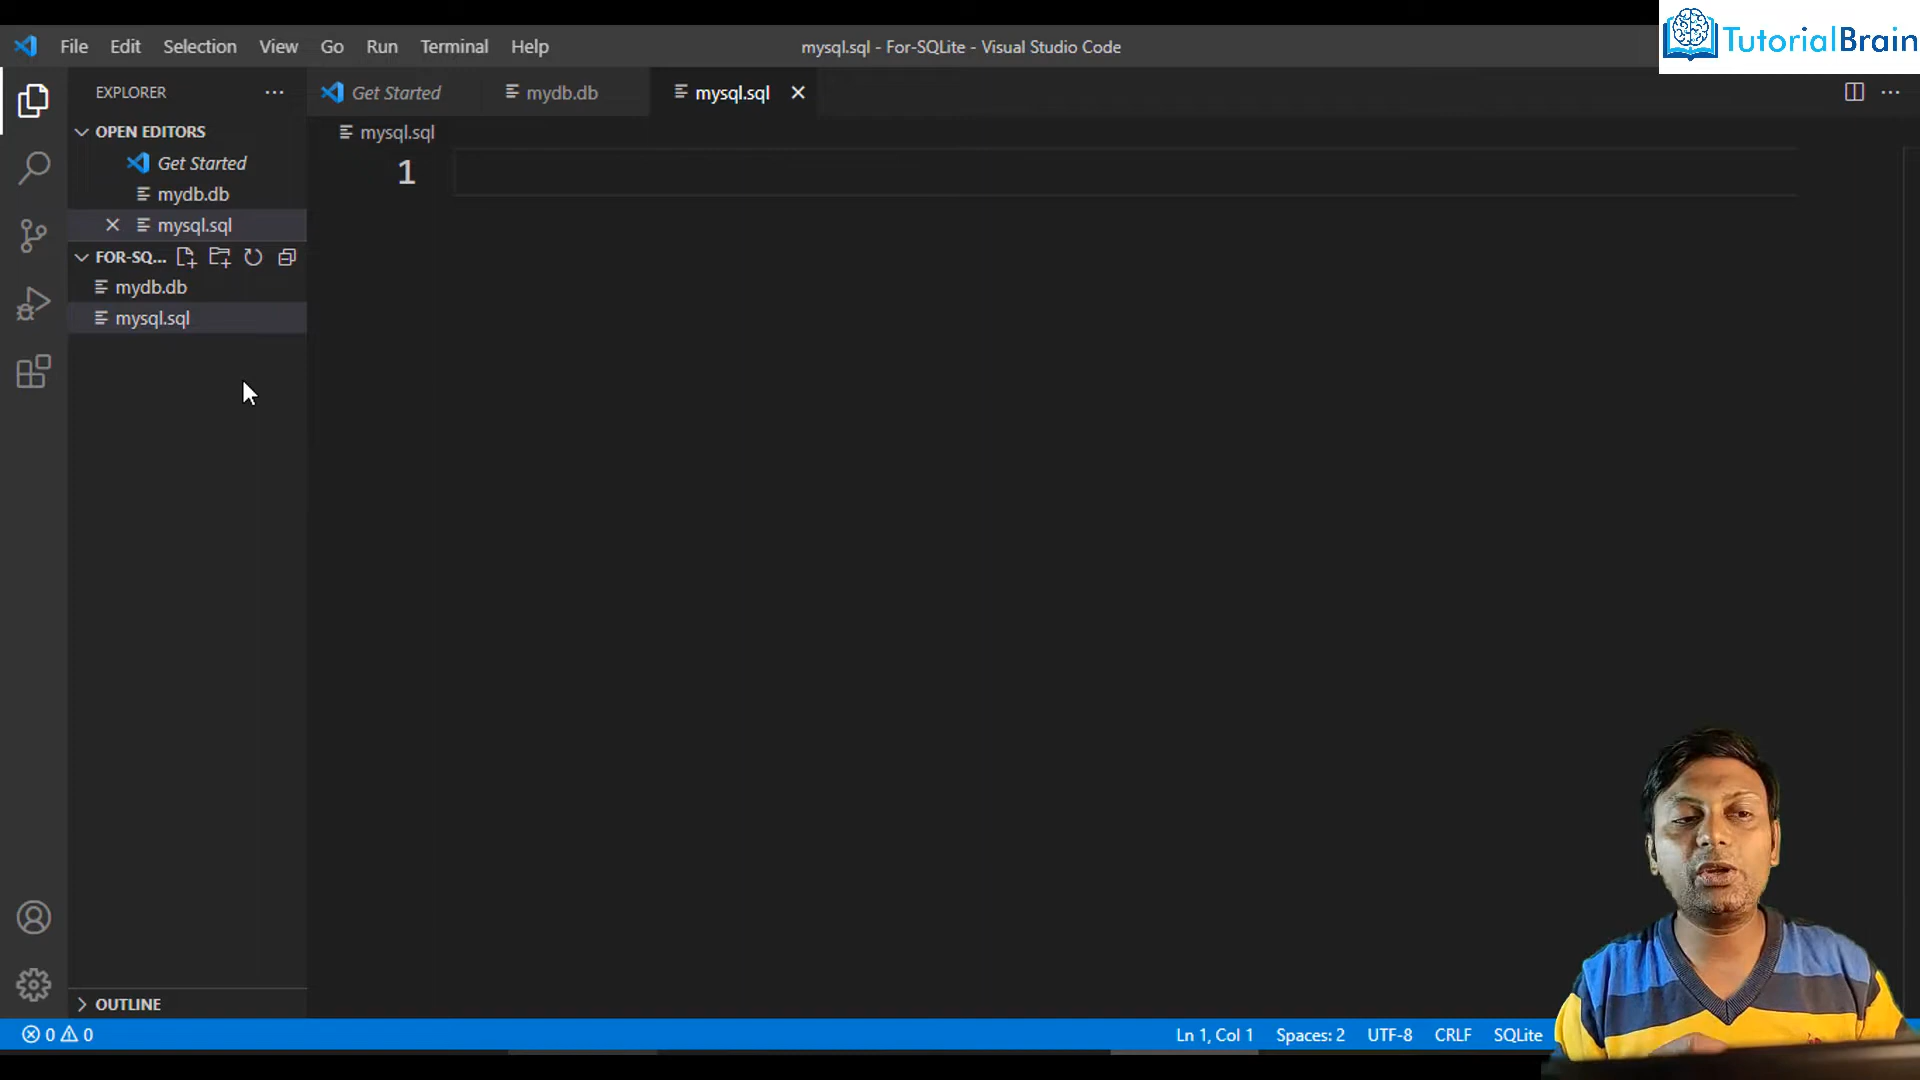 File Edit Selection View Go Run Terminal Help
mysql.sql - For-SQLite - Visual Studio Code
TutorialBrain
EXPLORER
Get Started
mydb.db
mysql.sql
OPEN EDITORS
mysql.sql
Get Started
1
mydb.db
mysql.sql
FOR-SQ...
mydb.db
mysql.sql
OUTLINE
0 0
Ln 1, Col 1 Spaces: 2 UTF-8 CRLF SQLite